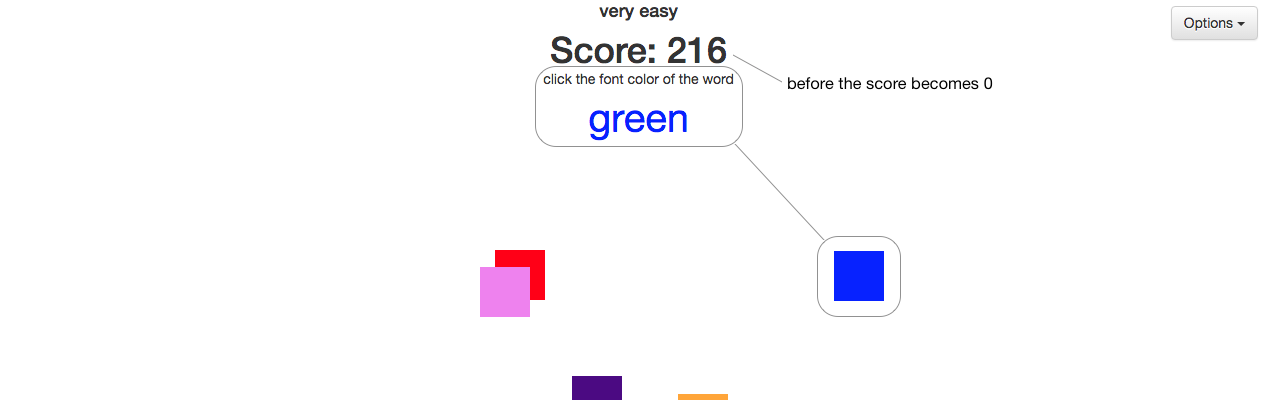 very easy
Options
Score: 216
click the font color of the word
before the score becomes 0
green